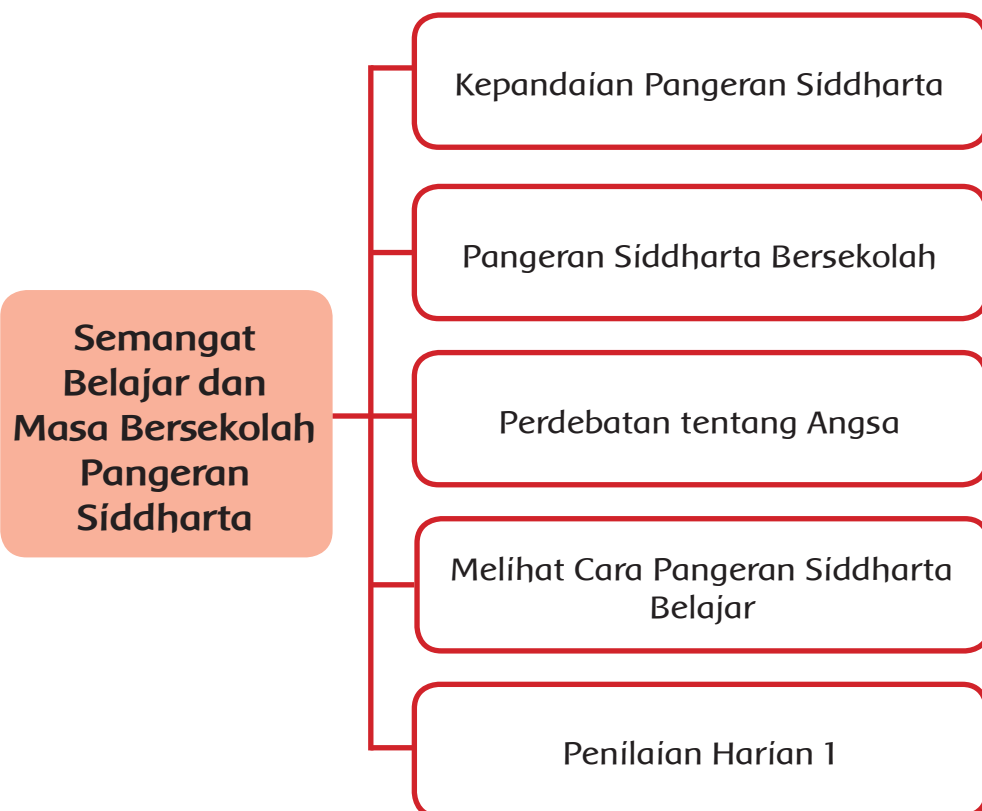 Semangat
Belajar dan
Masa Bersekolah
Pangeran
Siddharta
Kepandaian Pangeran Siddharta
Pangeran Siddharta Bersekolah
Perdebatan tentang Angsa
Melihat Cara Pangeran Siddharta
Belajar
Penilaian Harian 1